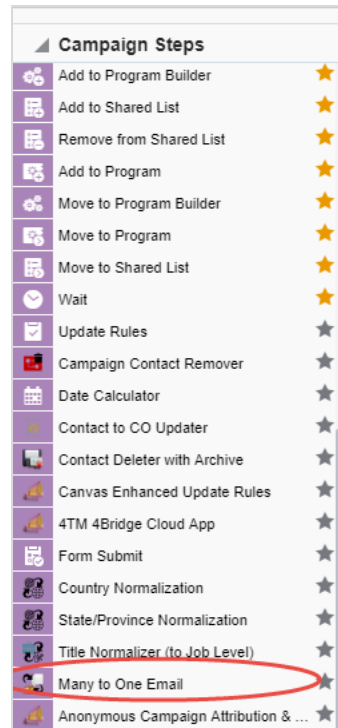 Campaign Steps
Add to Program Builder
Add to Shared List
Remove from Shared List
Add to Program
Move to Program Builder
Move to Program
Move to Shared List
Wait
Update Rules
Campaign Contact Remover
Date Calculator
Contact to CO Updater
Contact Deleter with Archive
Canvas Enhanced Update Rules
4TM 4Bridge Cloud App
Form Submit
Country Normalization
State/Province Normalization
Title Normalizer (to Job Level)
Many to One Email
Anonymous Campaign Attribution & ...